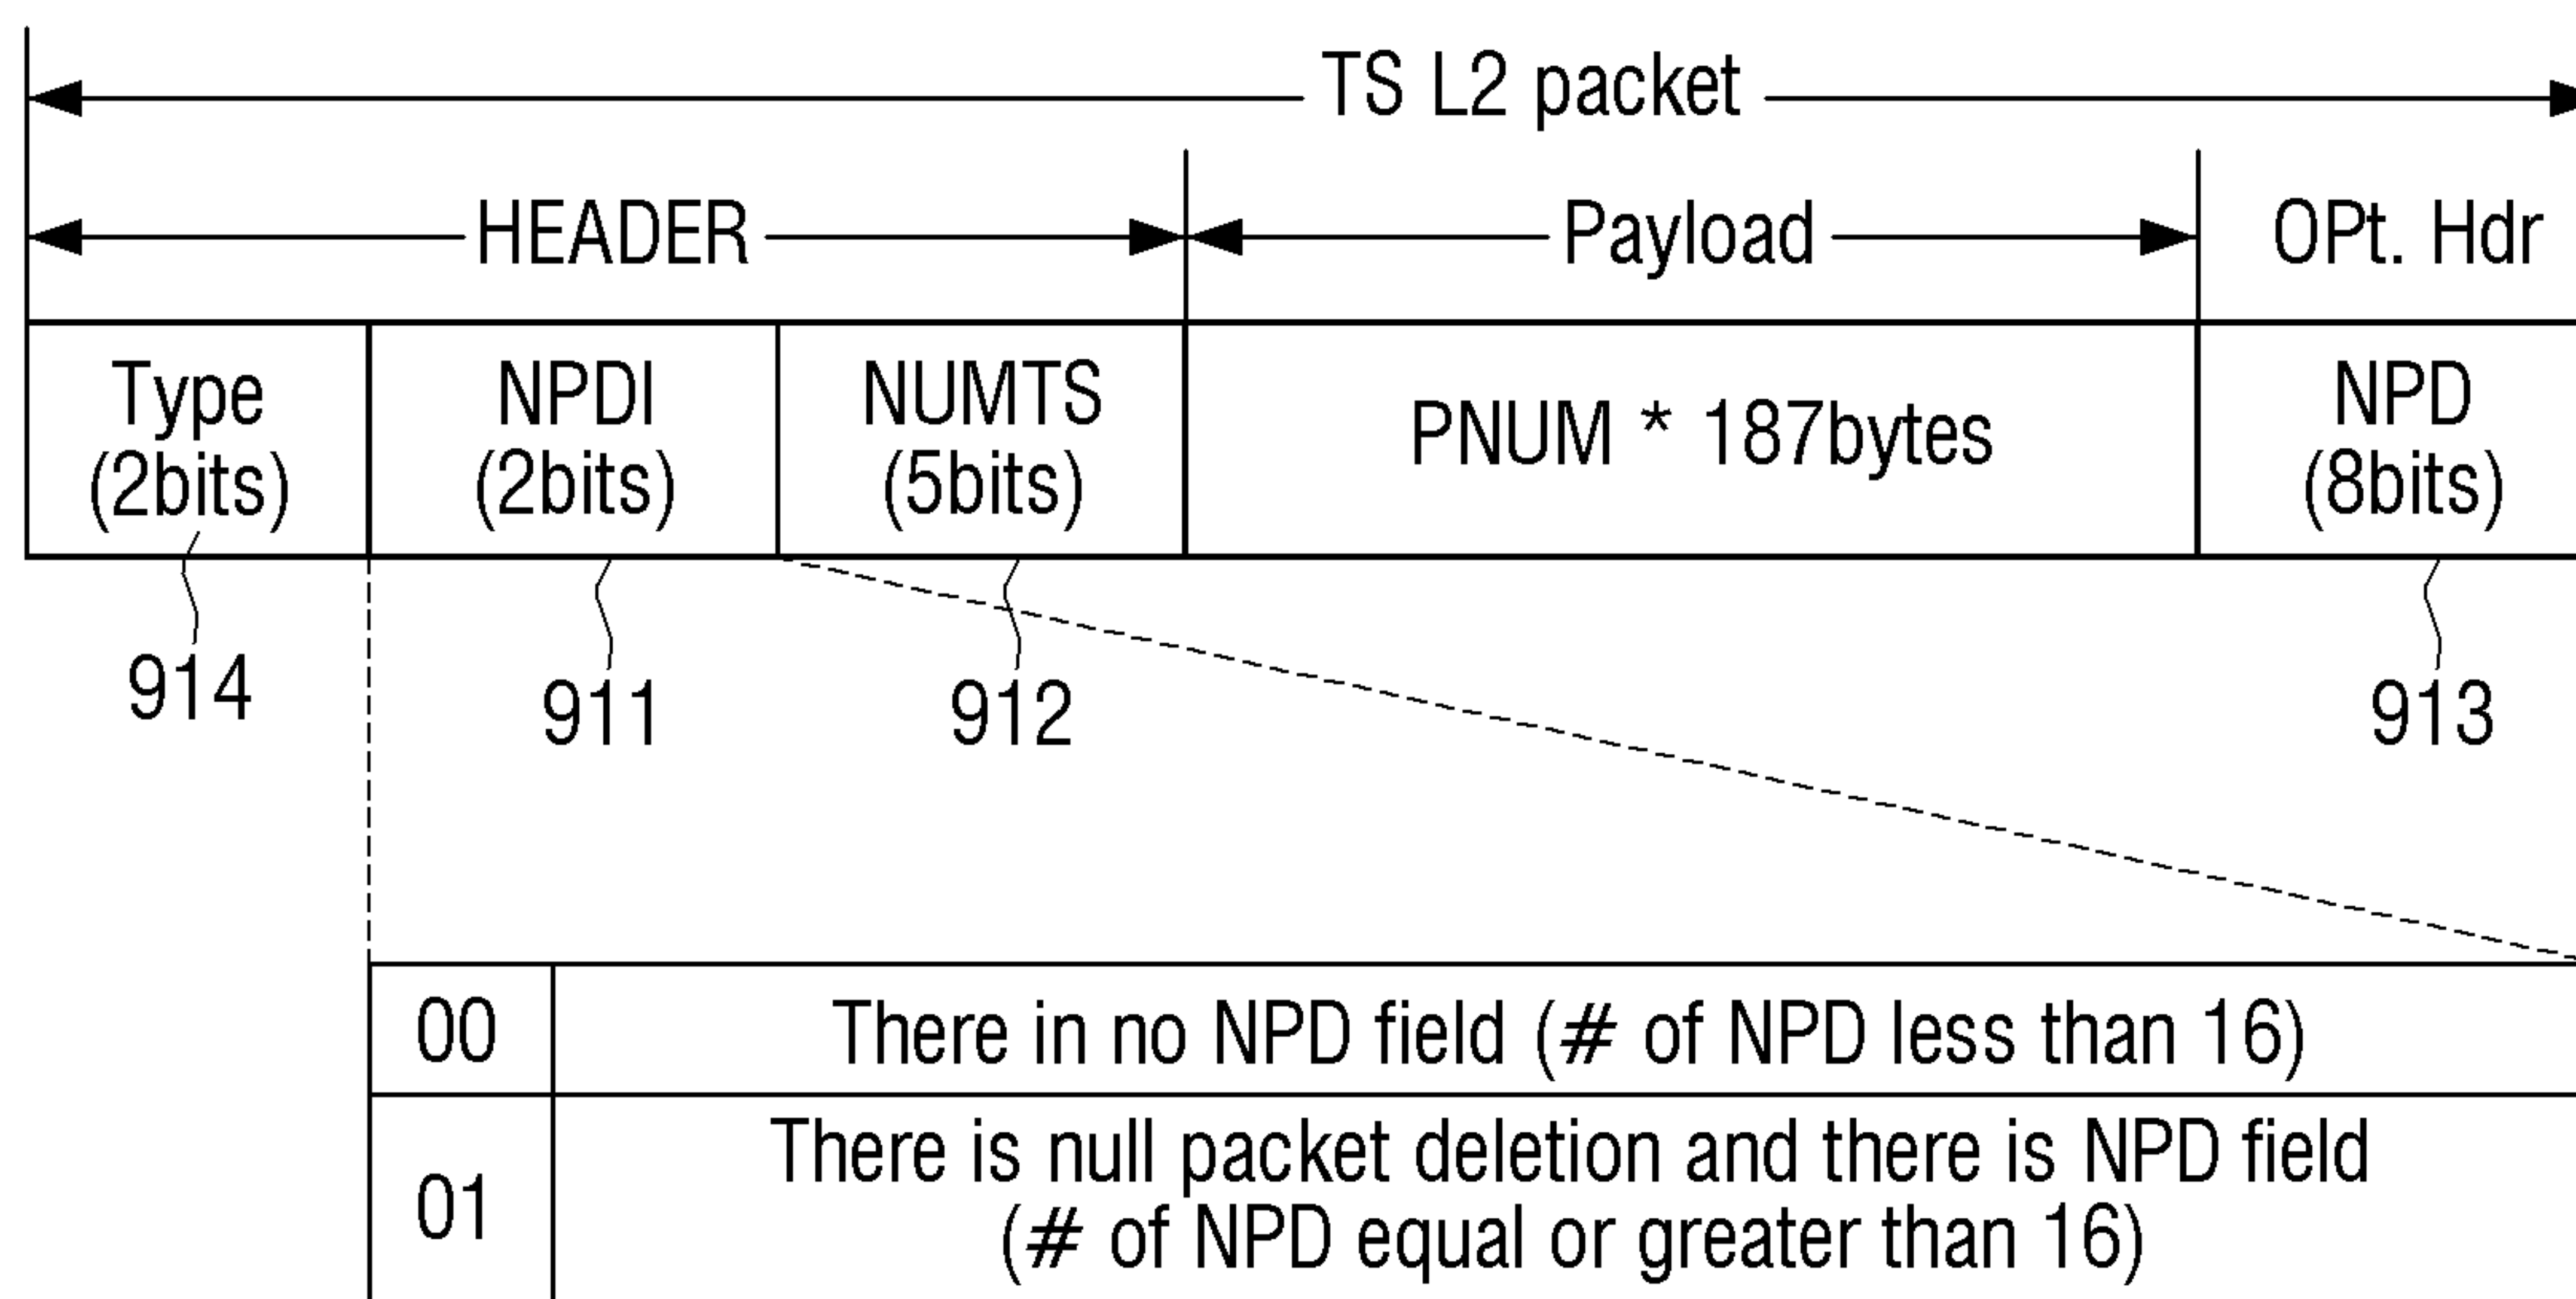 TS L2 packet
HEADER
Payload
OPt. Hdr
Type
(2bits)
NPDI
(2bits)
NUMTS
(5bits)
PNUM * 187bytes
NPD
(8bits)
914
911
912
913
00
There in no NPD field (# of NPD less than 16)
01
There is null packet deletion and there is NPD field
(# of NPD equal or greater than 16)